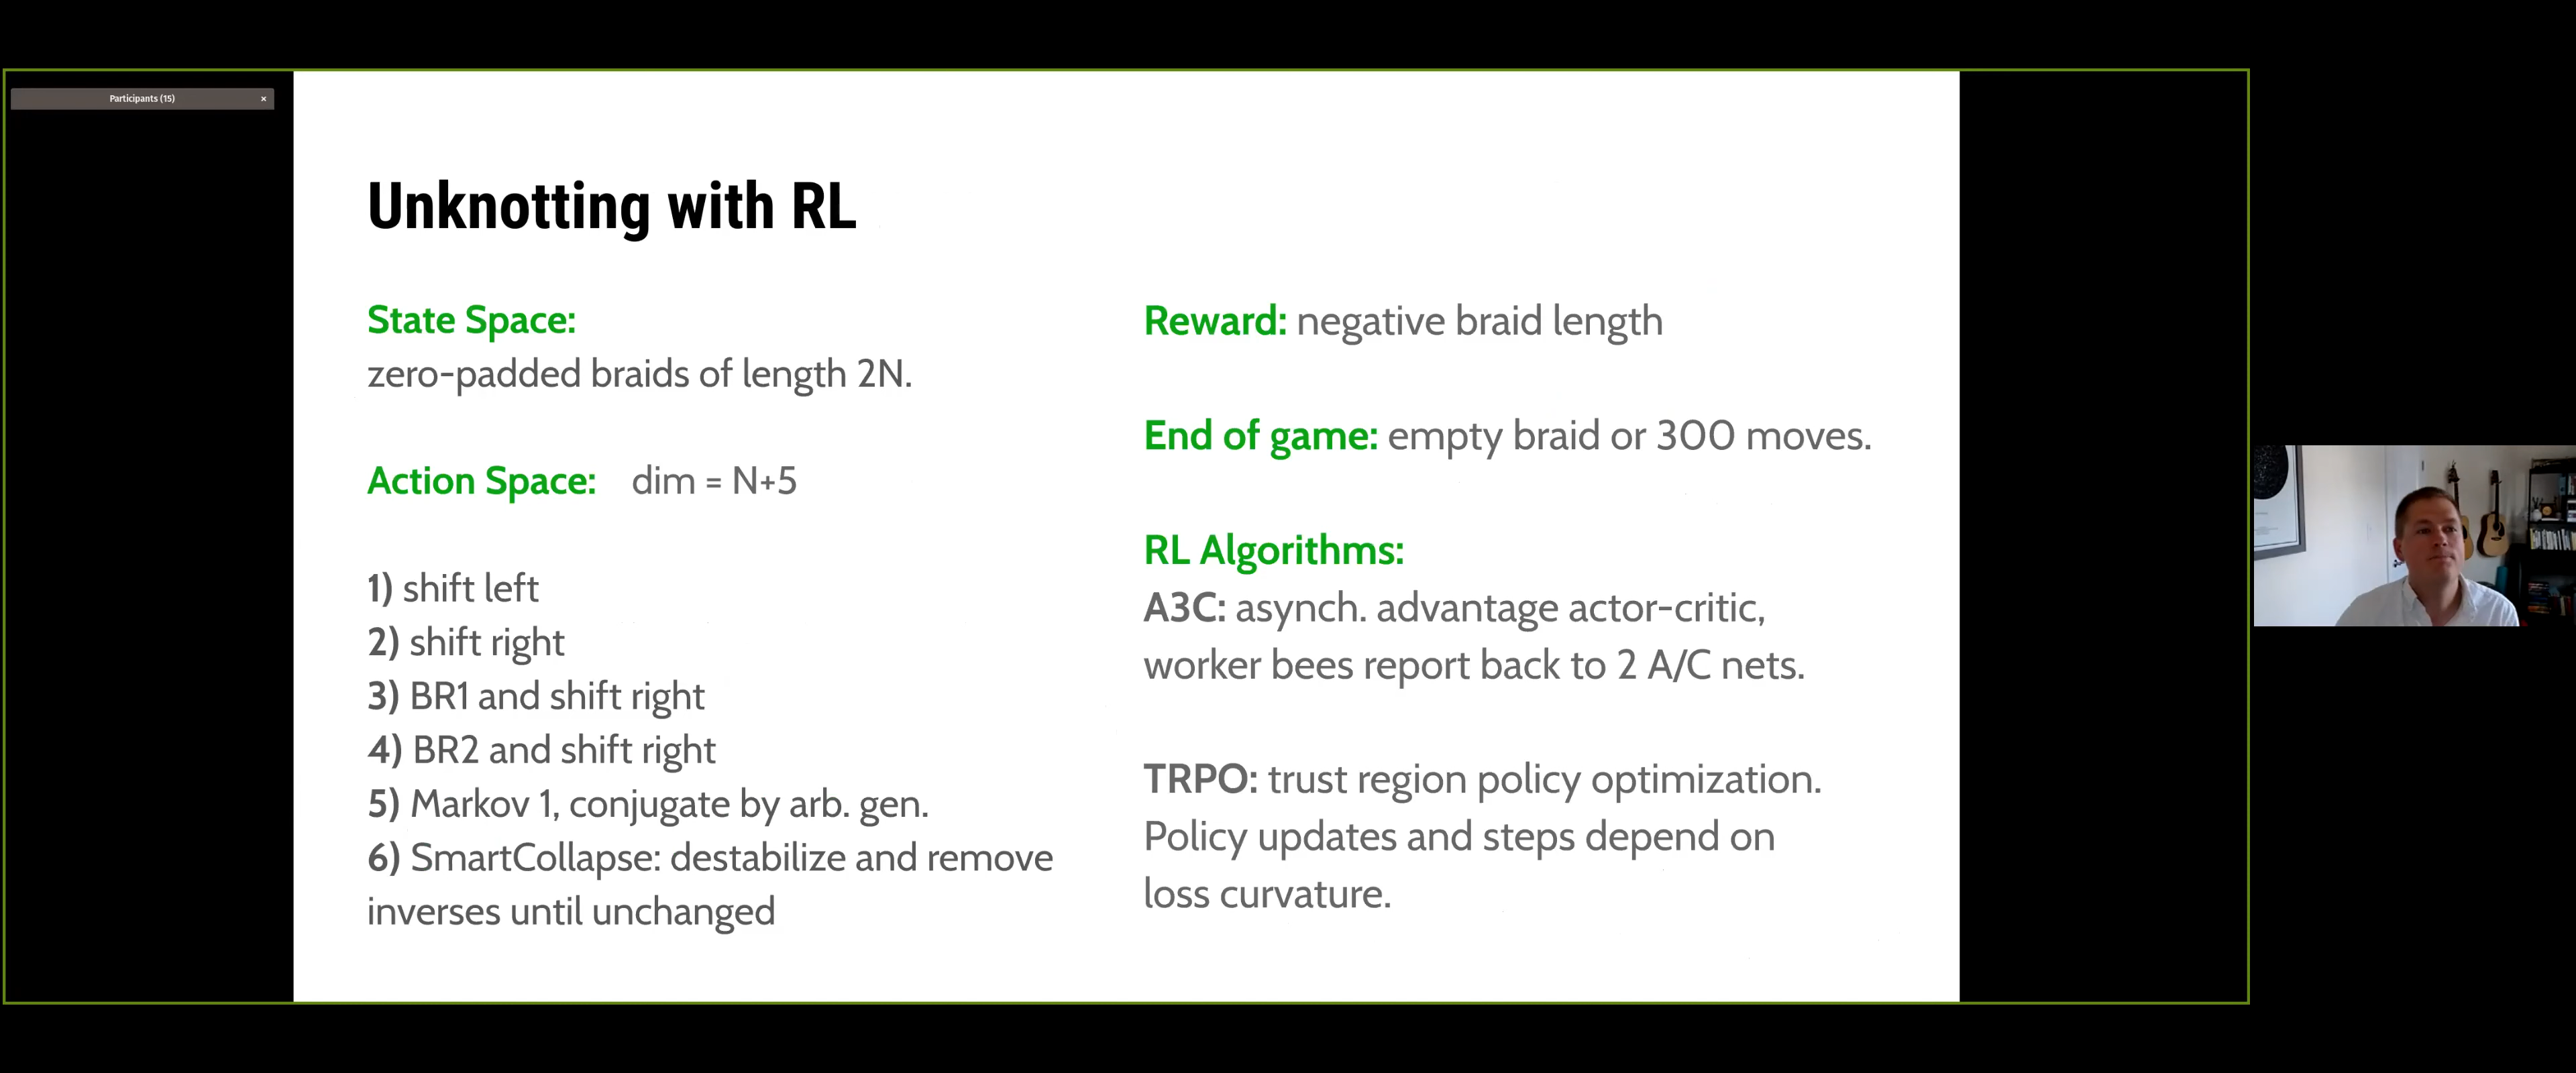 Participants (15)
Unknotting with RL
State Space:
zero-padded braids of length 2N.
Action Space: dim = N+5
1) shift left
2) shift right
3) BR1 and shift right
4) BR2 and shift right
5) Markov 1, conjugate by arb. gen.
6) SmartCollapse: destabilize and remove
inverses until unchanged
Reward: negative braid length
End of game: empty braid or 300 moves.
RL Algorithms:
A3C: asynch. advantage actor-critic,
worker bees report back to 2 A/C nets.
TRPO: trust region policy optimization.
Policy updates and steps depend on
loss curvature.